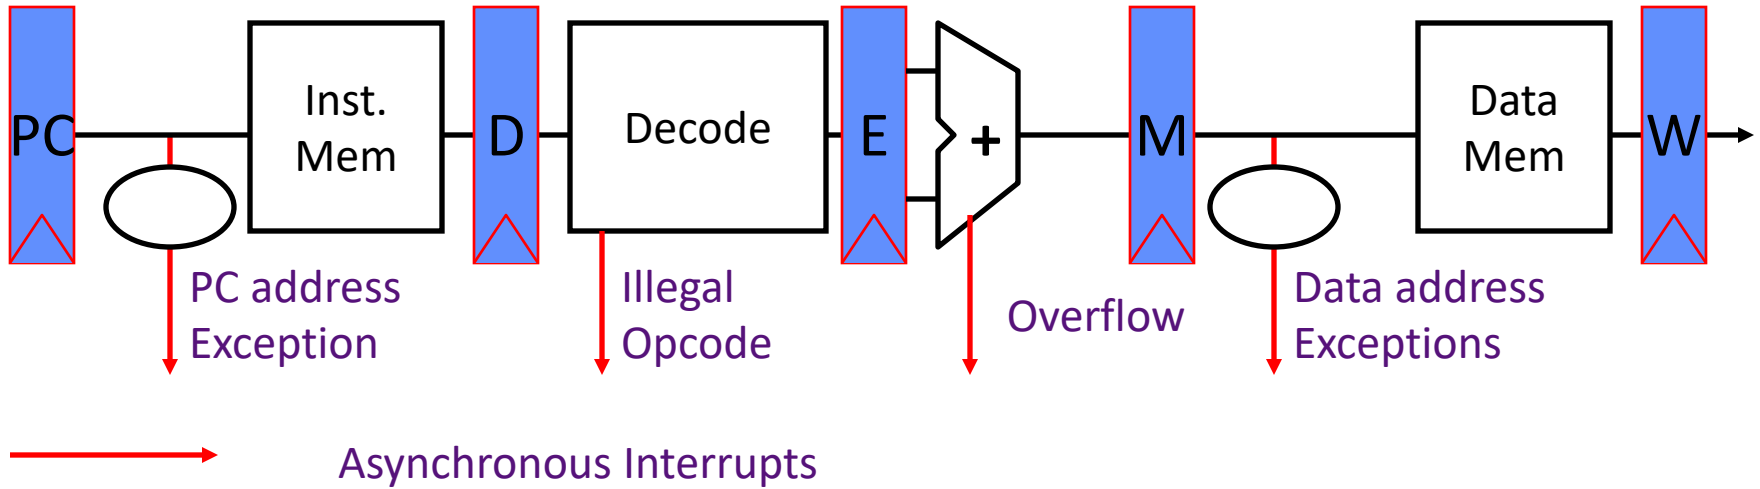 PC
Inst.
Mem
D
Decode
E
+
M
Data
Mem
W
PC address
Exception
Illegal
Opcode
Overflow
Data address
Exceptions
Asynchronous Interrupts